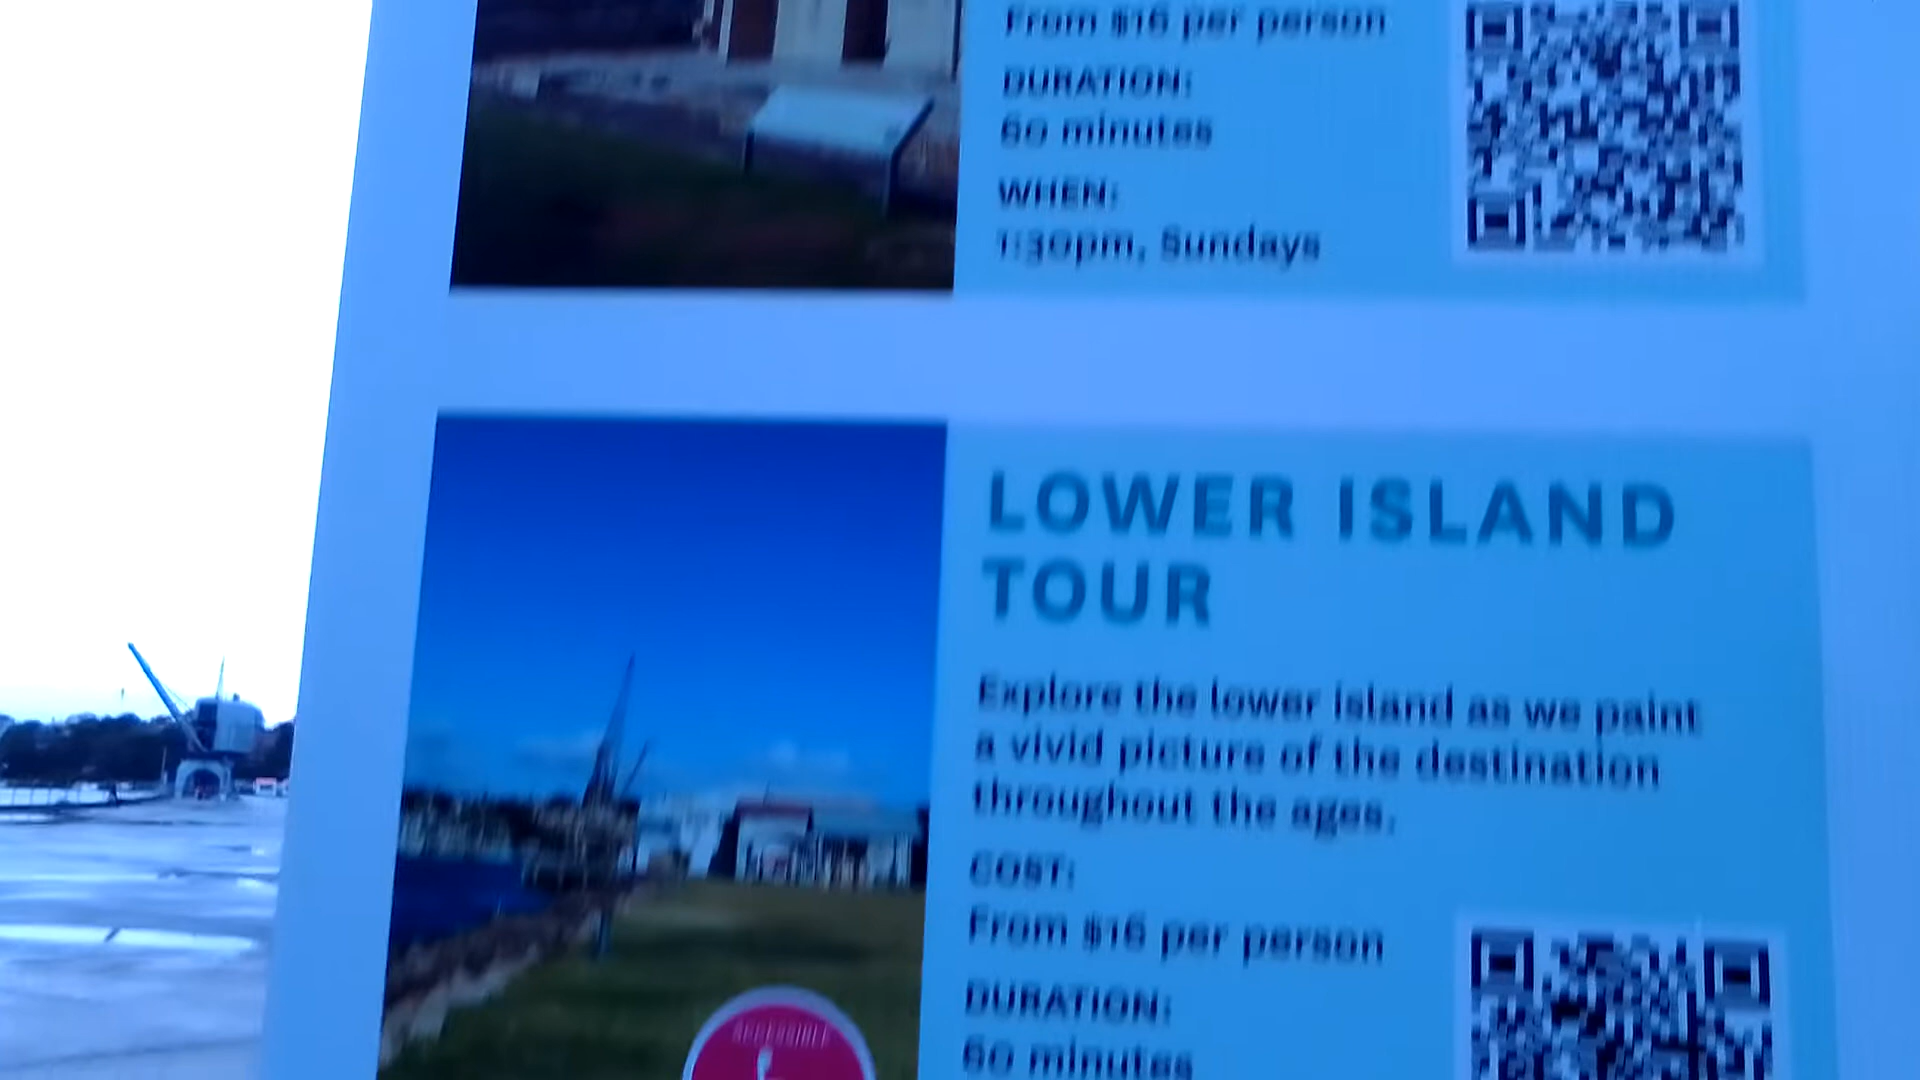 From $16 per person
DURATION:
60 minutes
WHEN:
1:30pm, Sundays
LOWER ISLAND
TOUR
Explore the lower island as we paint
a vivid picture of the destination
throughout the ages.
COST:
From $16 per person
DURATION:
60 minutes
ACCESSIBLE